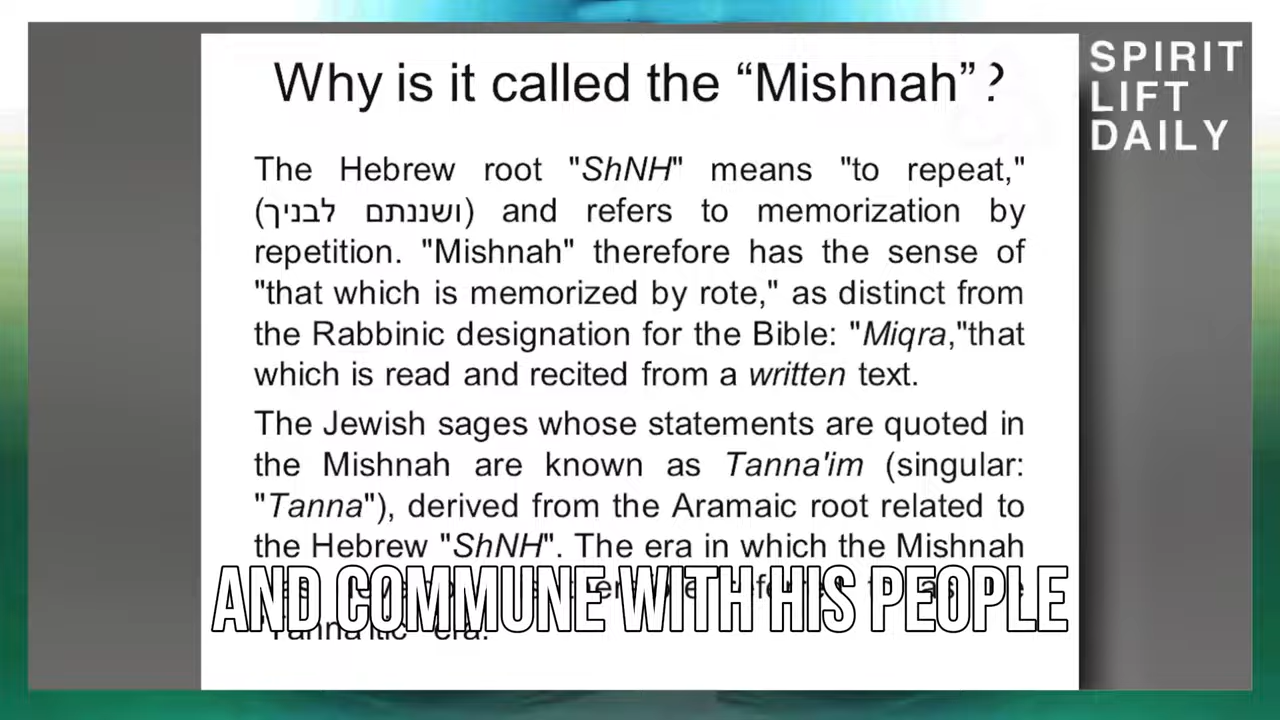 Why is it called the “Mishnah” ?
SPIRIT
LIFT
DAILY
The Hebrew root "ShNH" means "to repeat,"
(ושננתם לבניך) and refers to memorization by
repetition. "Mishnah" therefore has the sense of
"that which is memorized by rote," as distinct from
the Rabbinic designation for the Bible: "Miqra,"that
which is read and recited from a written text.
The Jewish sages whose statements are quoted in
the Mishnah are known as Tanna'im (singular:
"Tanna"), derived from the Aramaic root related to
the Hebrew "ShNH". The era in which the Mishnah
AND COMMUNE WITH HIS PEOPLE
era.